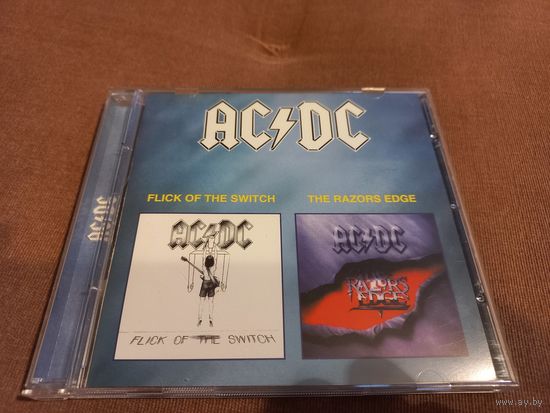 AC⚡DC
FLICK OF THE SWITCH
THE RAZORS EDGE
AC⚡DC
FLICK OF THE SWITCH
AC⚡DC
THE
RAZORS
EDGE
AC⚡DC
www.ay.by